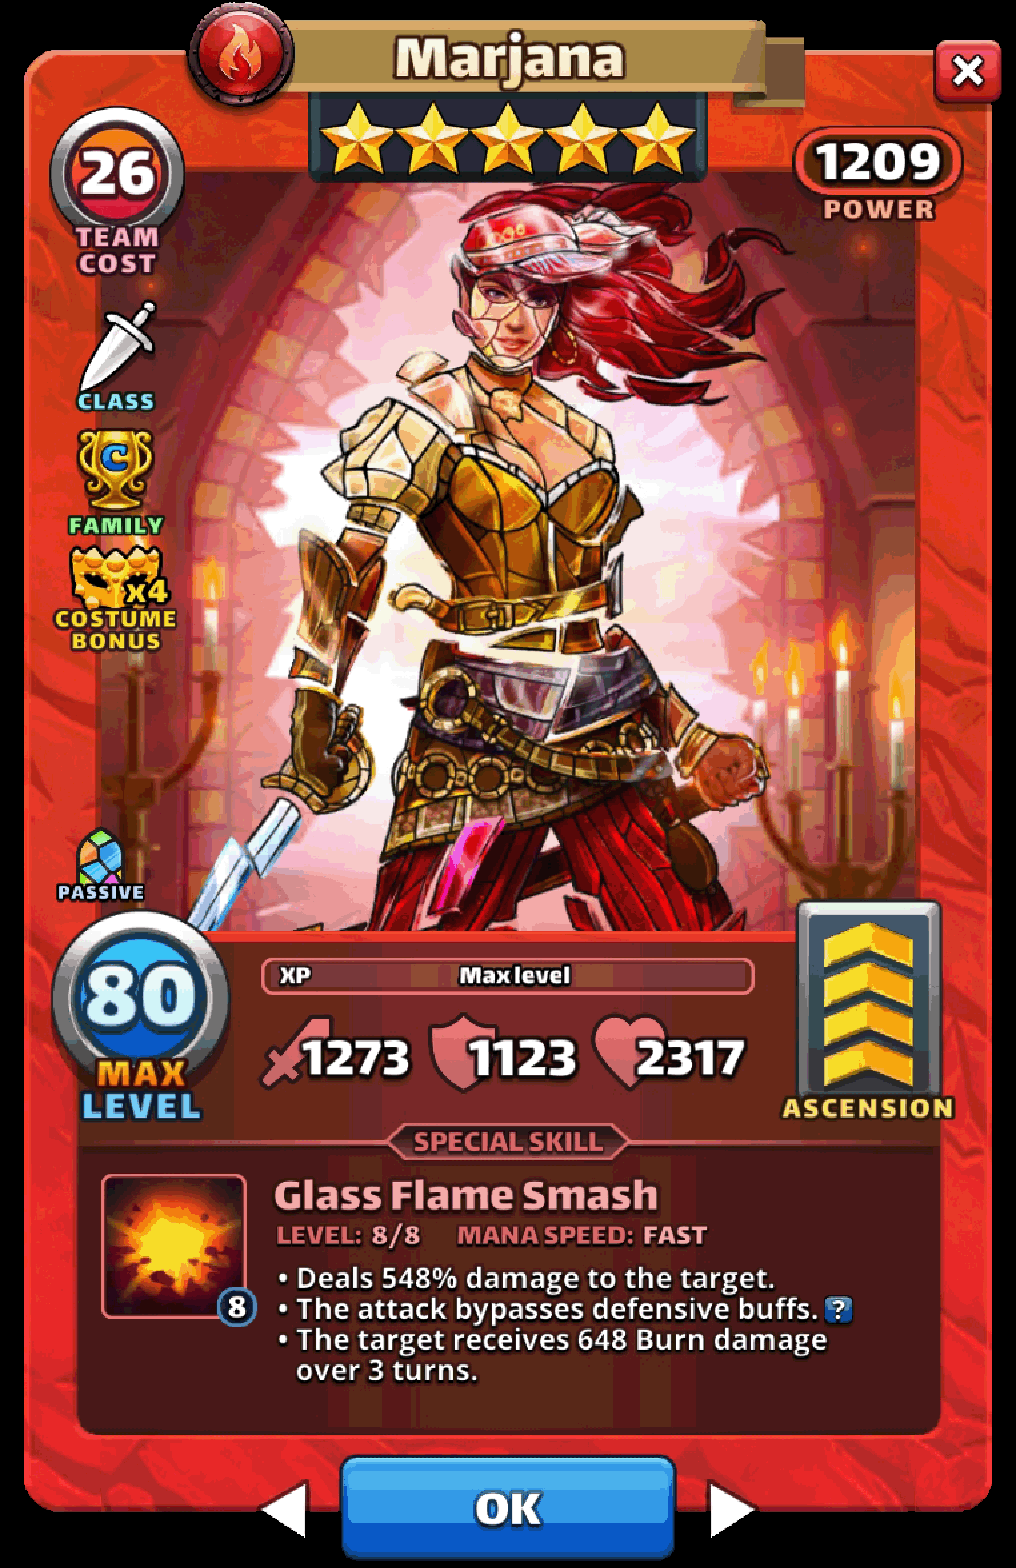 Marjana
26
TEAM
COST
1209
POWER
CLASS
C
FAMILY
x4
COSTUME
BONUS
PASSIVE
80
MAX
LEVEL
XP Max level
1273 1123 2317
ASCENSION
SPECIAL SKILL
Glass Flame Smash
LEVEL: 8/8 MANA SPEED: FAST
8
• Deals 548% damage to the target.
• The attack bypasses defensive buffs. ?
• The target receives 648 Burn damage
over 3 turns.
OK